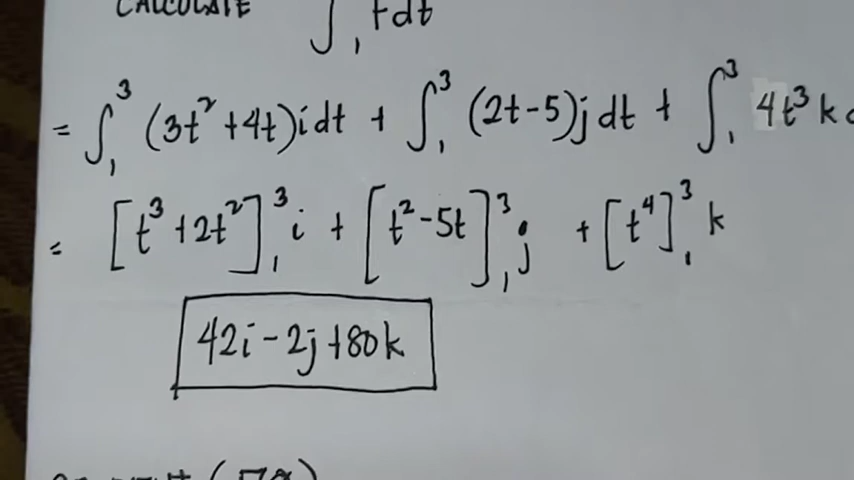 CALCULATE ∫₁ F dt
= ∫₁³ (3t² + 4t) i dt + ∫₁³ (2t - 5) j dt + ∫₁³ 4t³ k
= [t³ + 2t²]₁³ i + [t² - 5t]₁³ j + [t⁴]₁³ k
42i - 2j + 80k